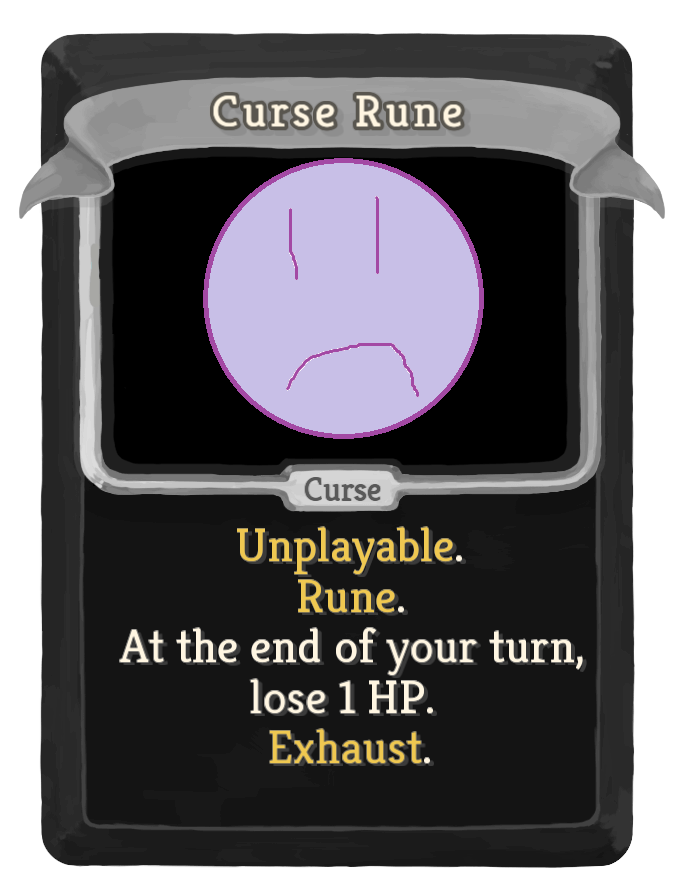 Curse Rune
Curse
Unplayable.
Rune.
At the end of your turn,
lose 1 HP.
Exhaust.